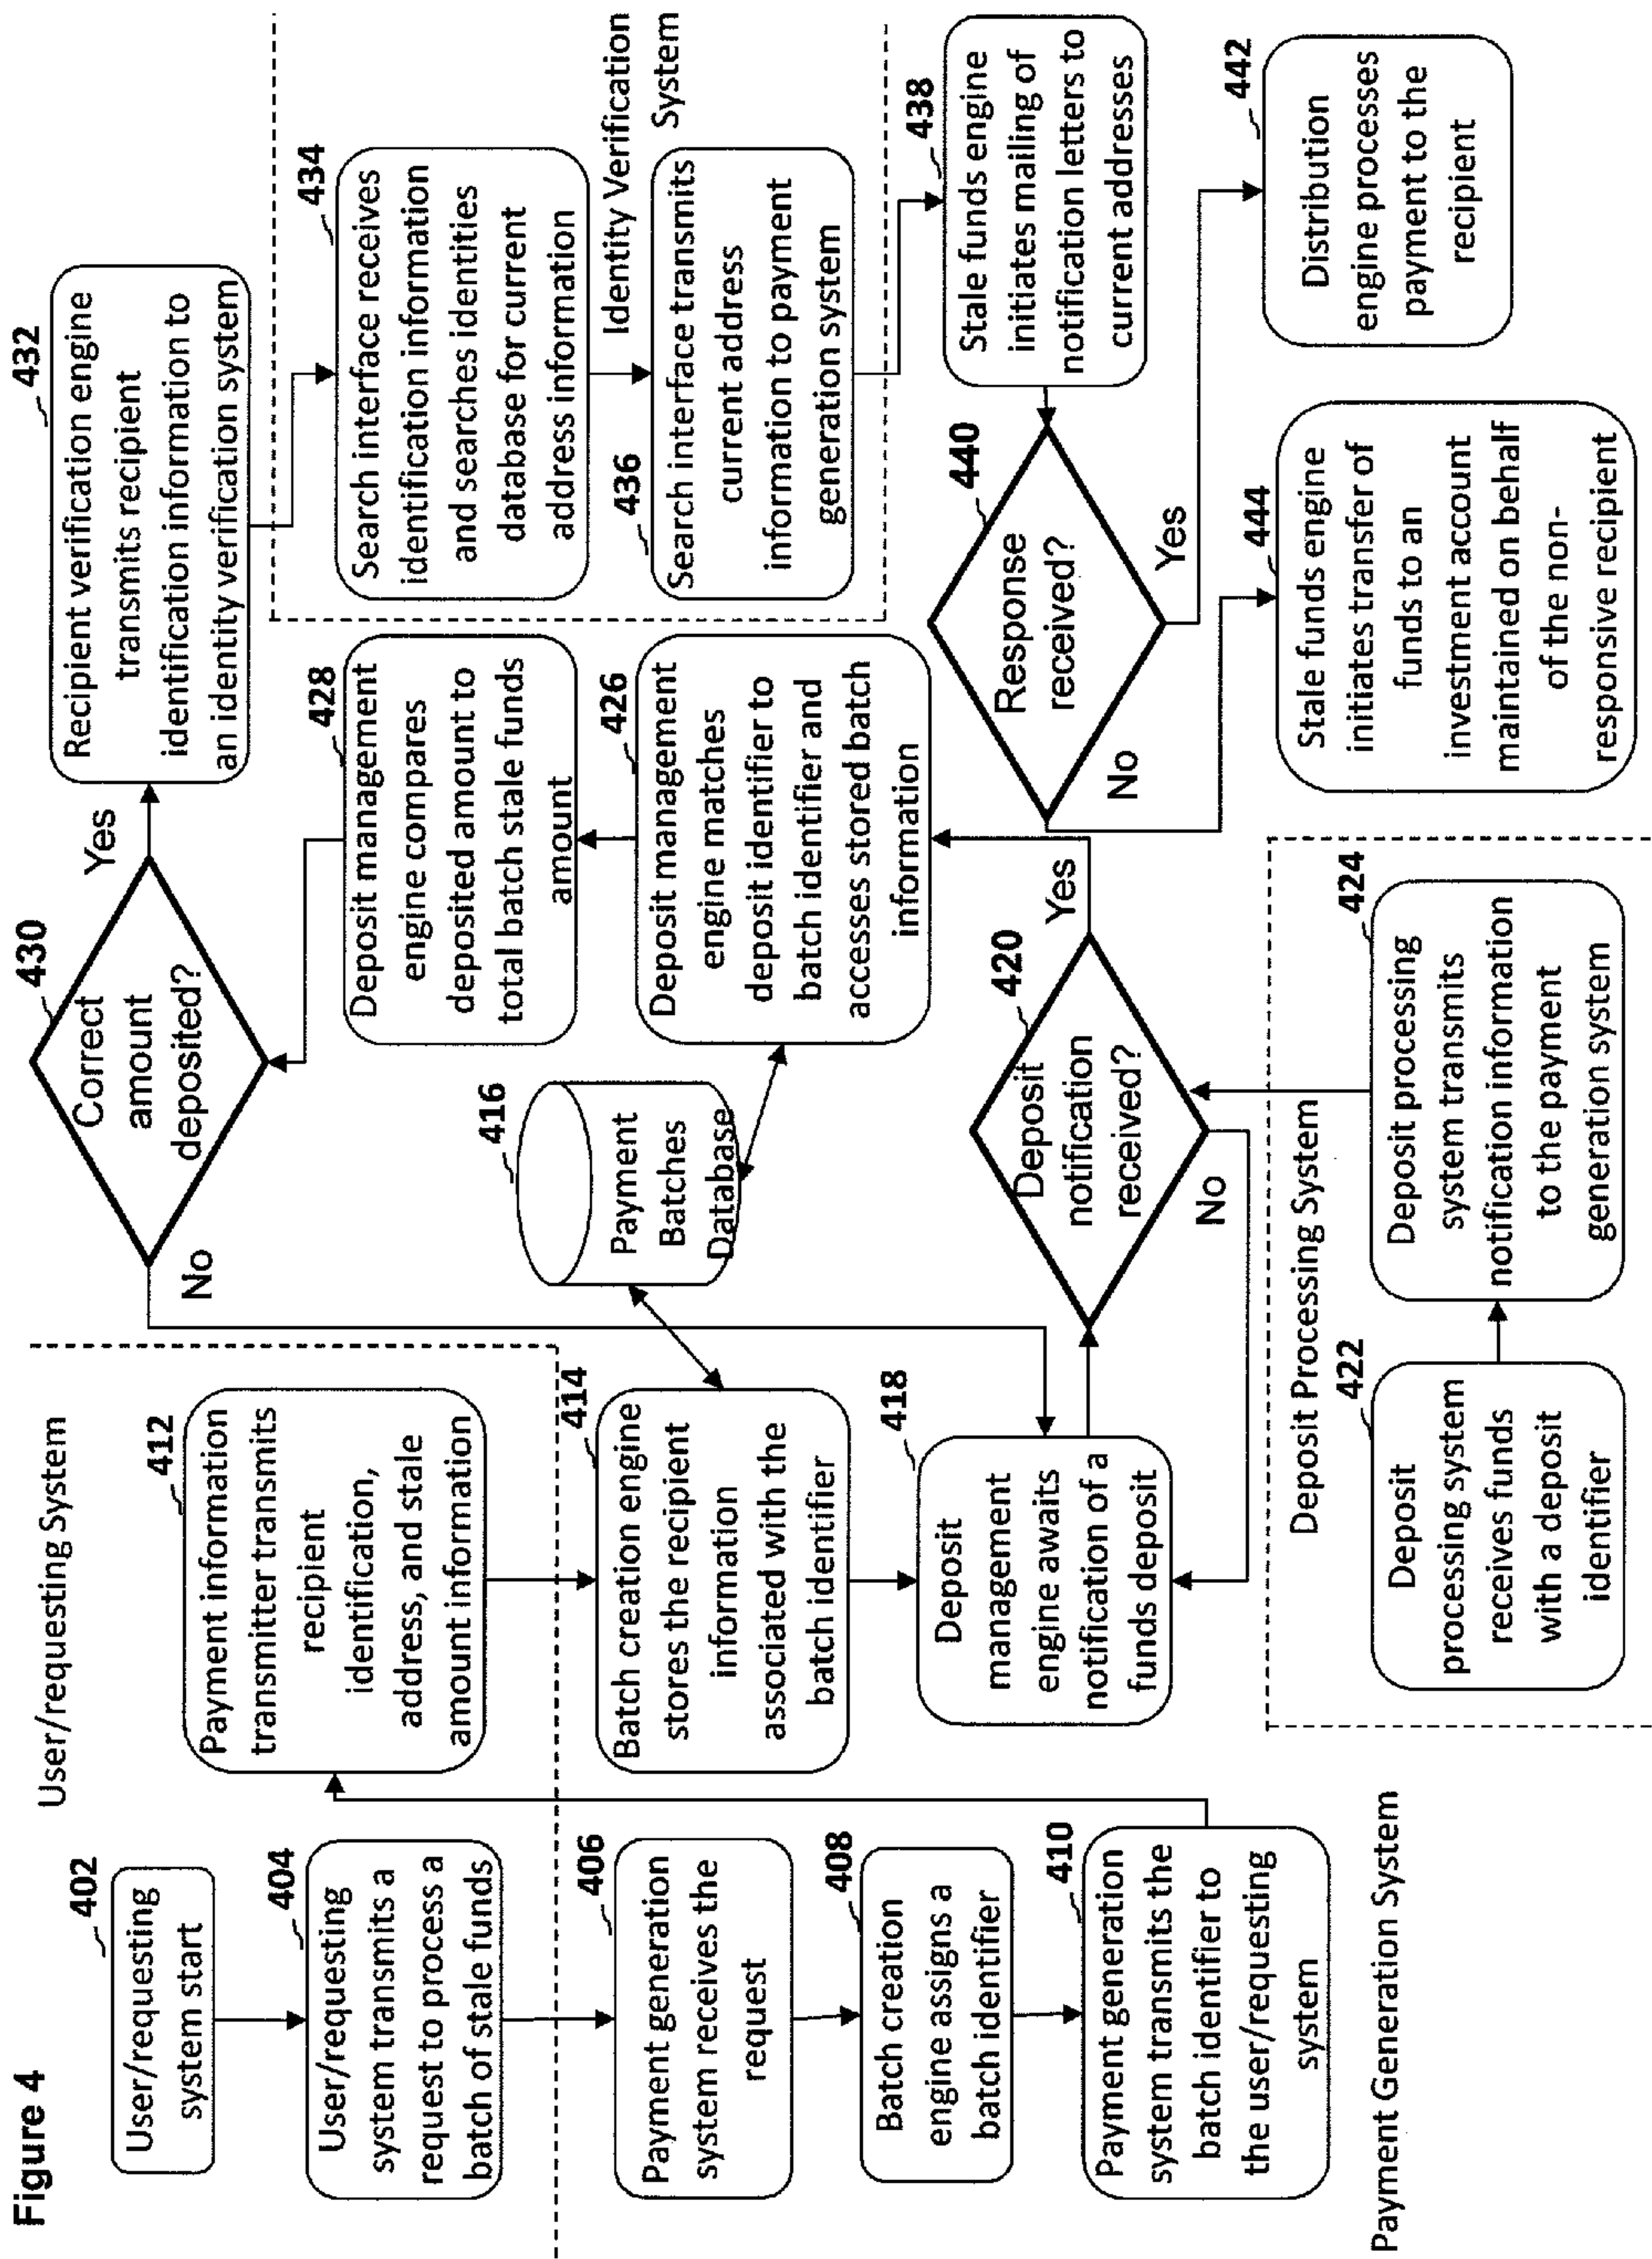 Figure 4
User/requesting System
402
User/requesting
system start
404
User/requesting
system transmits a
request to process a
batch of stale funds
406
Payment generation
system receives the
request
408
Batch creation
engine assigns a
batch identifier
410
Payment generation
system transmits the
batch identifier to
the user/requesting
system
Payment Generation System
412
Payment information
transmitter transmits
recipient
identification,
address, and stale
amount information
414
Batch creation engine
stores the recipient
information
associated with the
batch identifier
416
Payment
Batches
Database
418
Deposit
management
engine awaits
notification of a
funds deposit
420
Deposit
notification
received?
Yes
No
Deposit Processing System
422
Deposit
processing system
receives funds
with a deposit
identifier
424
Deposit processing
system transmits
notification information
to the payment
generation system
426
Deposit management
engine matches
deposit identifier to
batch identifier and
accesses stored batch
information
428
Deposit management
engine compares
deposited amount to
total batch stale funds
amount
430
Correct
amount
deposited?
Yes
No
432
Recipient verification engine
transmits recipient
identification information to
an identity verification system
434
Search interface receives
identification information
and searches identities
database for current
address information
Identity Verification
System
436
Search interface transmits
current address
information to payment
generation system
438
Stale funds engine
initiates mailing of
notification letters to
current addresses
440
Response
received?
Yes
No
442
Distribution
engine processes
payment to the
recipient
444
Stale funds engine
initiates transfer of
funds to an
investment account
maintained on behalf
of the non-
responsive recipient